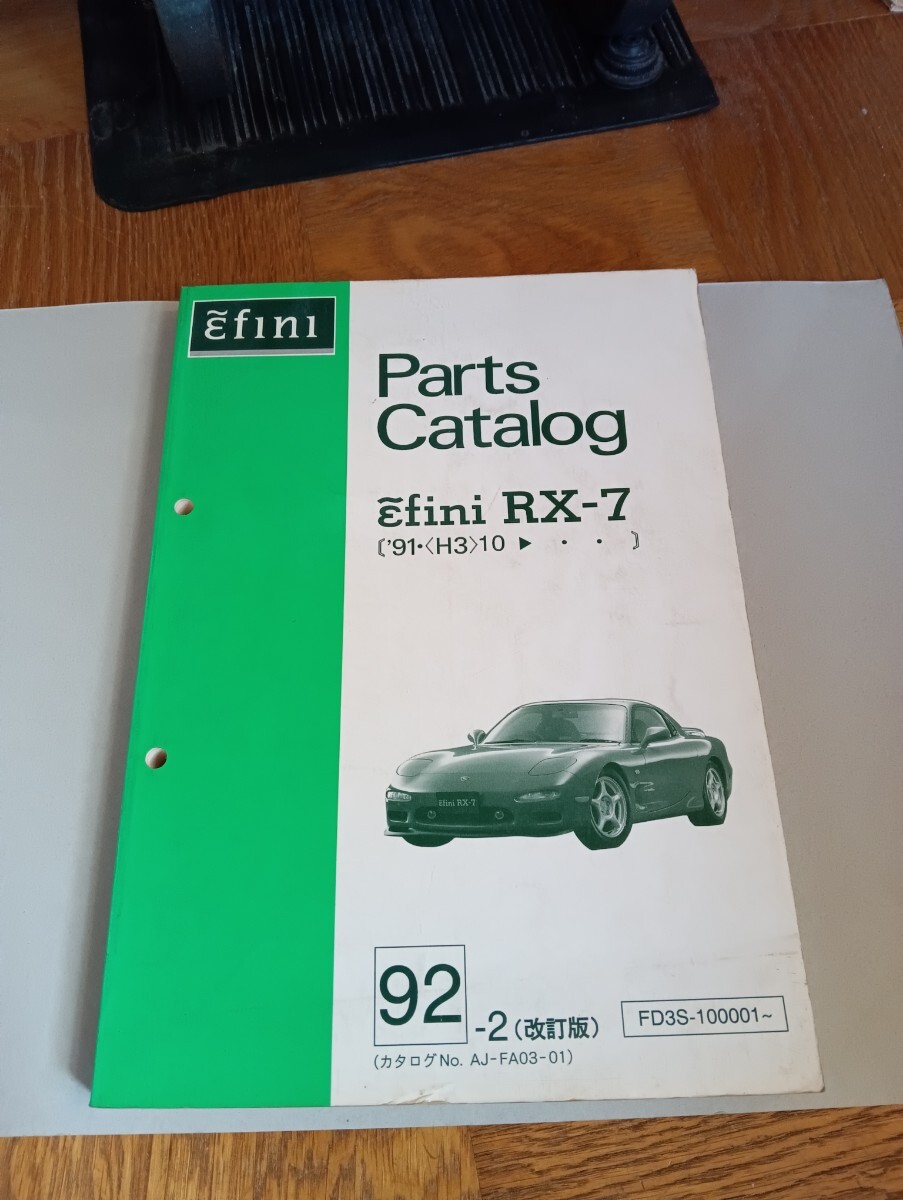 ε̃fini
Parts
Catalog
ε̃fini RX-7
〔'91・〈H3〉10 ▶ ・ ・ 〕
εfini RX-7
92-2(改訂版)
FD3S-100001~
(カタログNo. AJ-FA03-01)